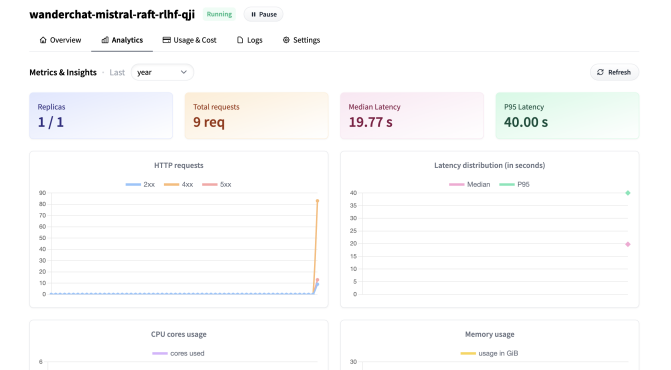 wanderchat-mistral-raft-rlhf-qji Running Pause
Overview Analytics Usage & Cost Logs Settings
Metrics & Insights · Last year Refresh
Replicas
1 / 1
Total requests
9 req
Median Latency
19.77 s
P95 Latency
40.00 s
HTTP requests
2xx 4xx 5xx
90
80
70
60
50
40
30
20
10
0
Latency distribution (in seconds)
Median P95
40
35
30
25
20
15
10
5
0
CPU cores usage
cores used
6
Memory usage
usage in GiB
30